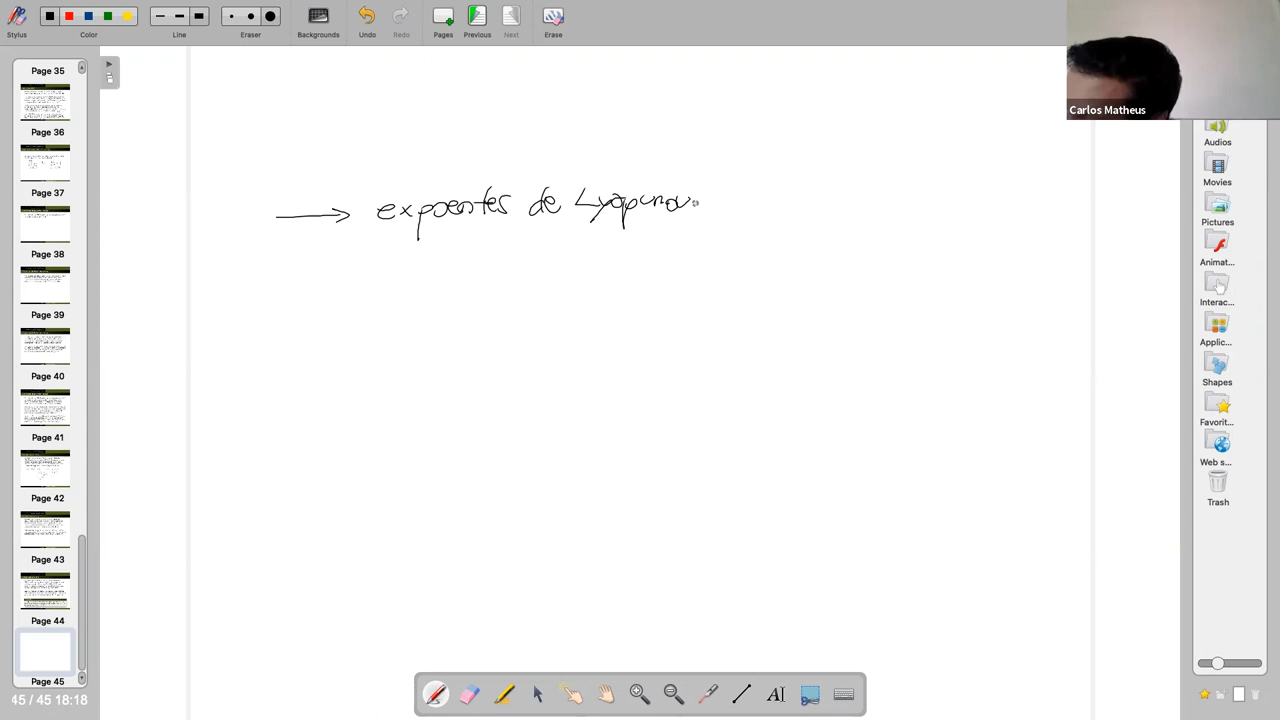 Stylus
Color
Line
Eraser
Backgrounds
Undo
Redo
Pages
Previous
Next
Erase
Carlos Matheus
Page 35
Page 36
Page 37
Page 38
Page 39
Page 40
Page 41
Page 42
Page 43
Page 44
Page 45
45 / 45 18:18
→ expoentes de Lyapunov
Audios
Movies
Pictures
Animat...
Interac...
Applic...
Shapes
Favorit...
Web s...
Trash